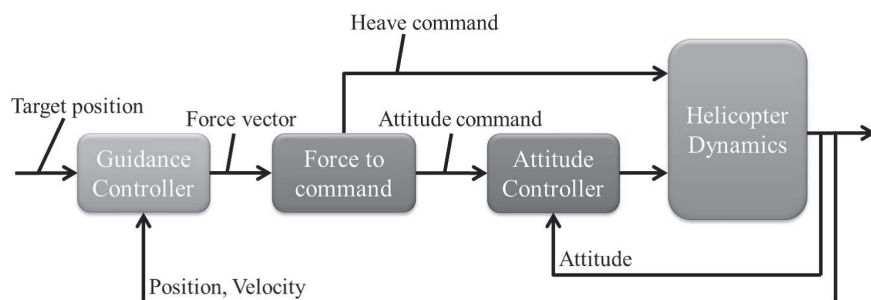 Heave command
Target position
Force vector
Attitude command
Guidance
Controller
Force to
command
Attitude
Controller
Helicopter
Dynamics
Attitude
Position, Velocity